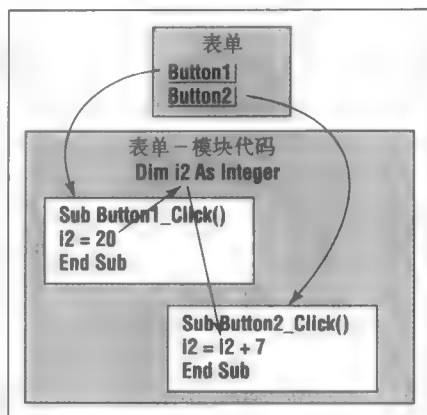 表单
Button1
Button2
表单－模块代码
Dim i2 As Integer
Sub Button1_Click()
i2 = 20
End Sub
Sub Button2_Click()
i2 = i2 + 7
End Sub